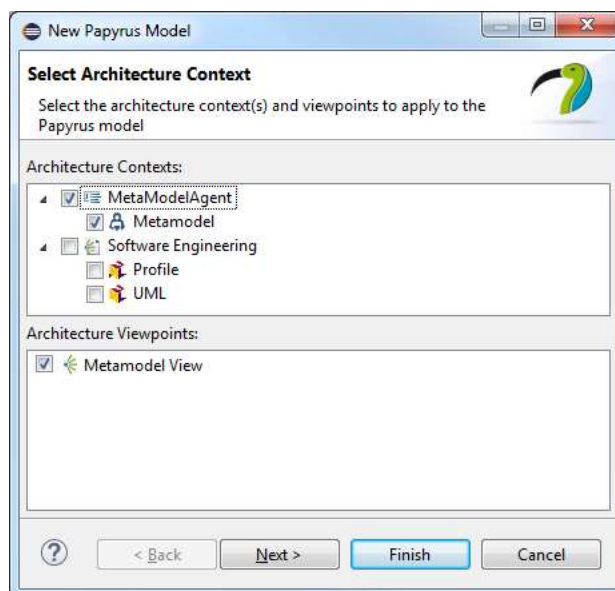 New Papyrus Model
Select Architecture Context
Select the architecture context(s) and viewpoints to apply to the
Papyrus model
Architecture Contexts:
MetaModelAgent
Metamodel
Software Engineering
Profile
UML
Architecture Viewpoints:
Metamodel View
? < Back Next > Finish Cancel